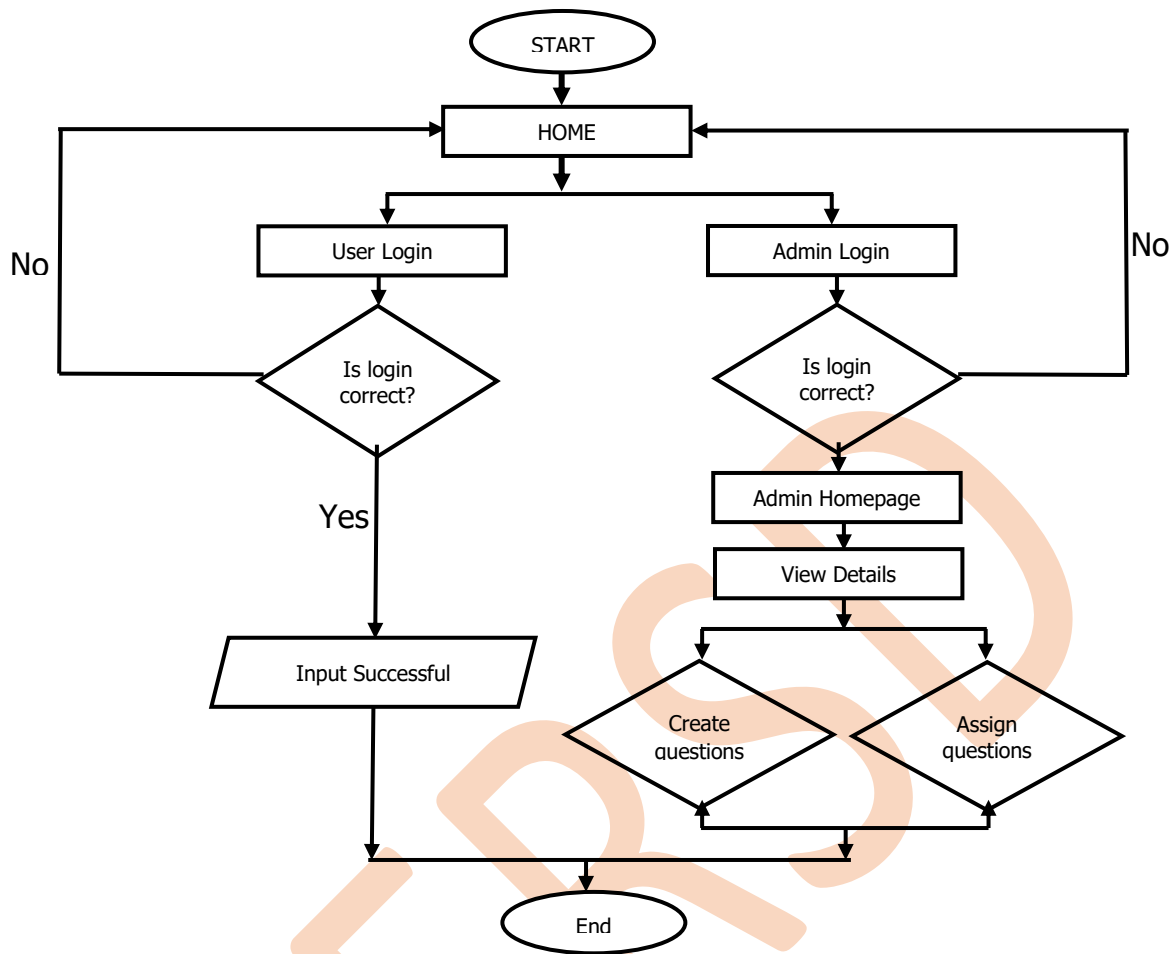 START
HOME
No
User Login
Admin Login
No
Is login
correct?
Is login
correct?
Admin Homepage
Yes
View Details
Input Successful
Create
questions
Assign
questions
End